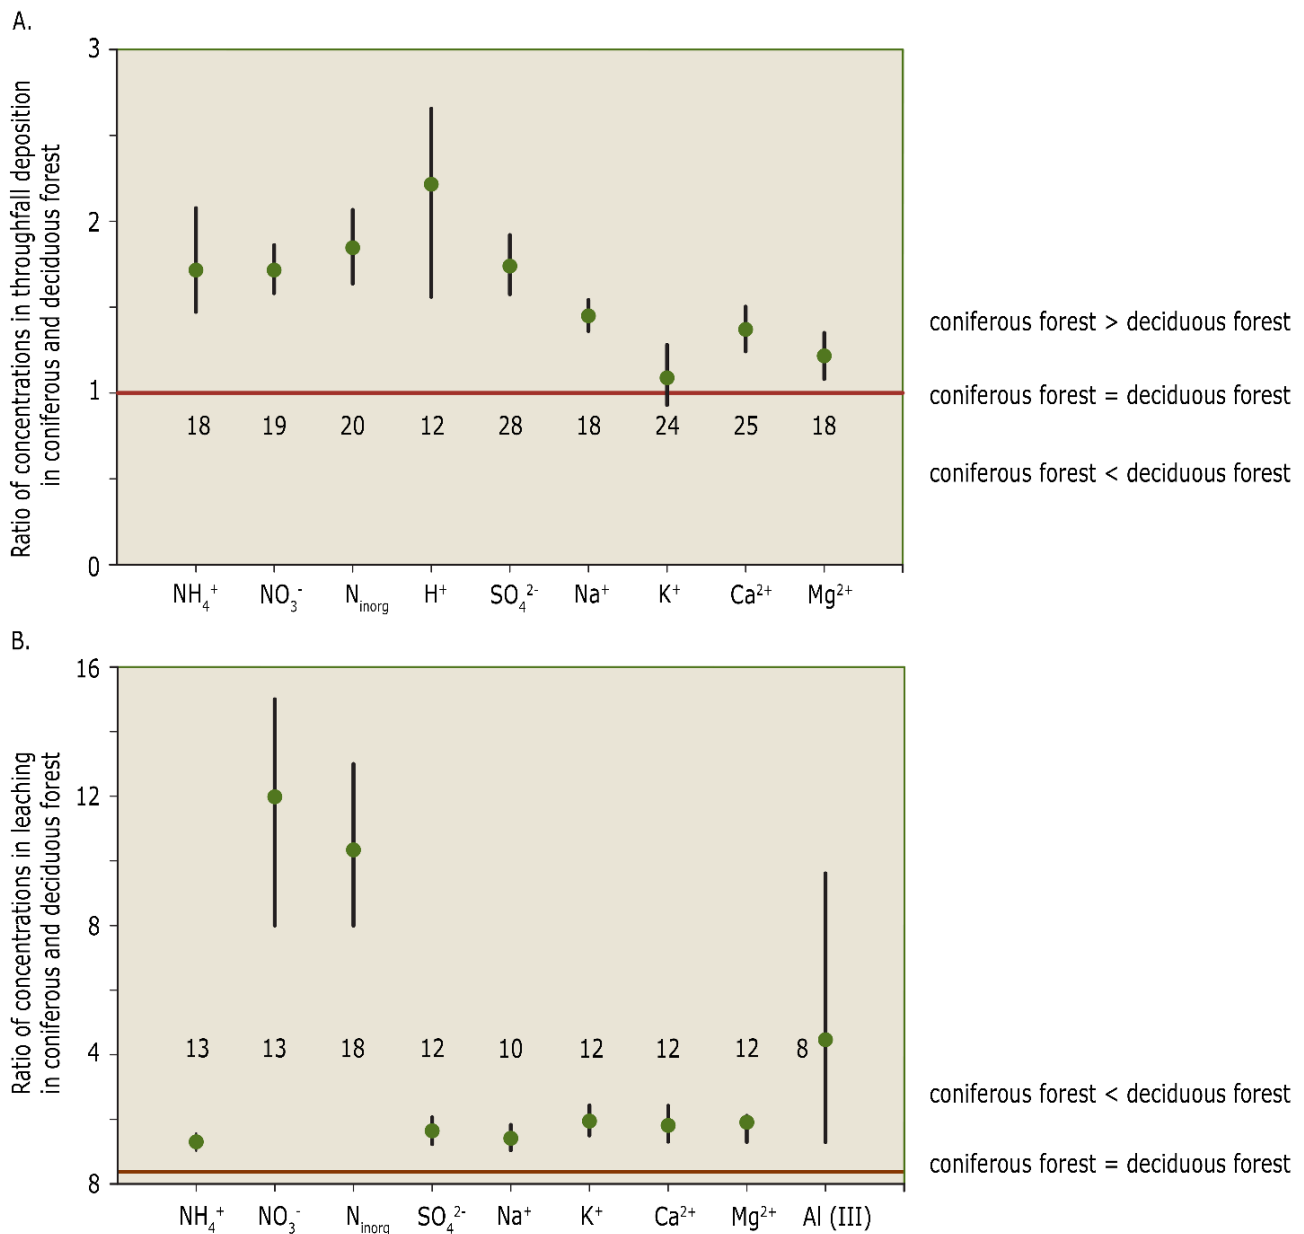 A.
Ratio of concentrations in throughfall deposition
in coniferous and deciduous forest
3
2
1
0
18 19 20 12 28 18 24 25 18
NH₄⁺ NO₃⁻ Nᵢₙₒᵣg H⁺ SO₄²⁻ Na⁺ K⁺ Ca²⁺ Mg²⁺
coniferous forest > deciduous forest
coniferous forest = deciduous forest
coniferous forest < deciduous forest
B.
Ratio of concentrations in leaching
in coniferous and deciduous forest
16
12
8
4
8
13 13 18 12 10 12 12 12 8
NH₄⁺ NO₃⁻ Nᵢₙₒᵣg SO₄²⁻ Na⁺ K⁺ Ca²⁺ Mg²⁺ Al (III)
coniferous forest < deciduous forest
coniferous forest = deciduous forest